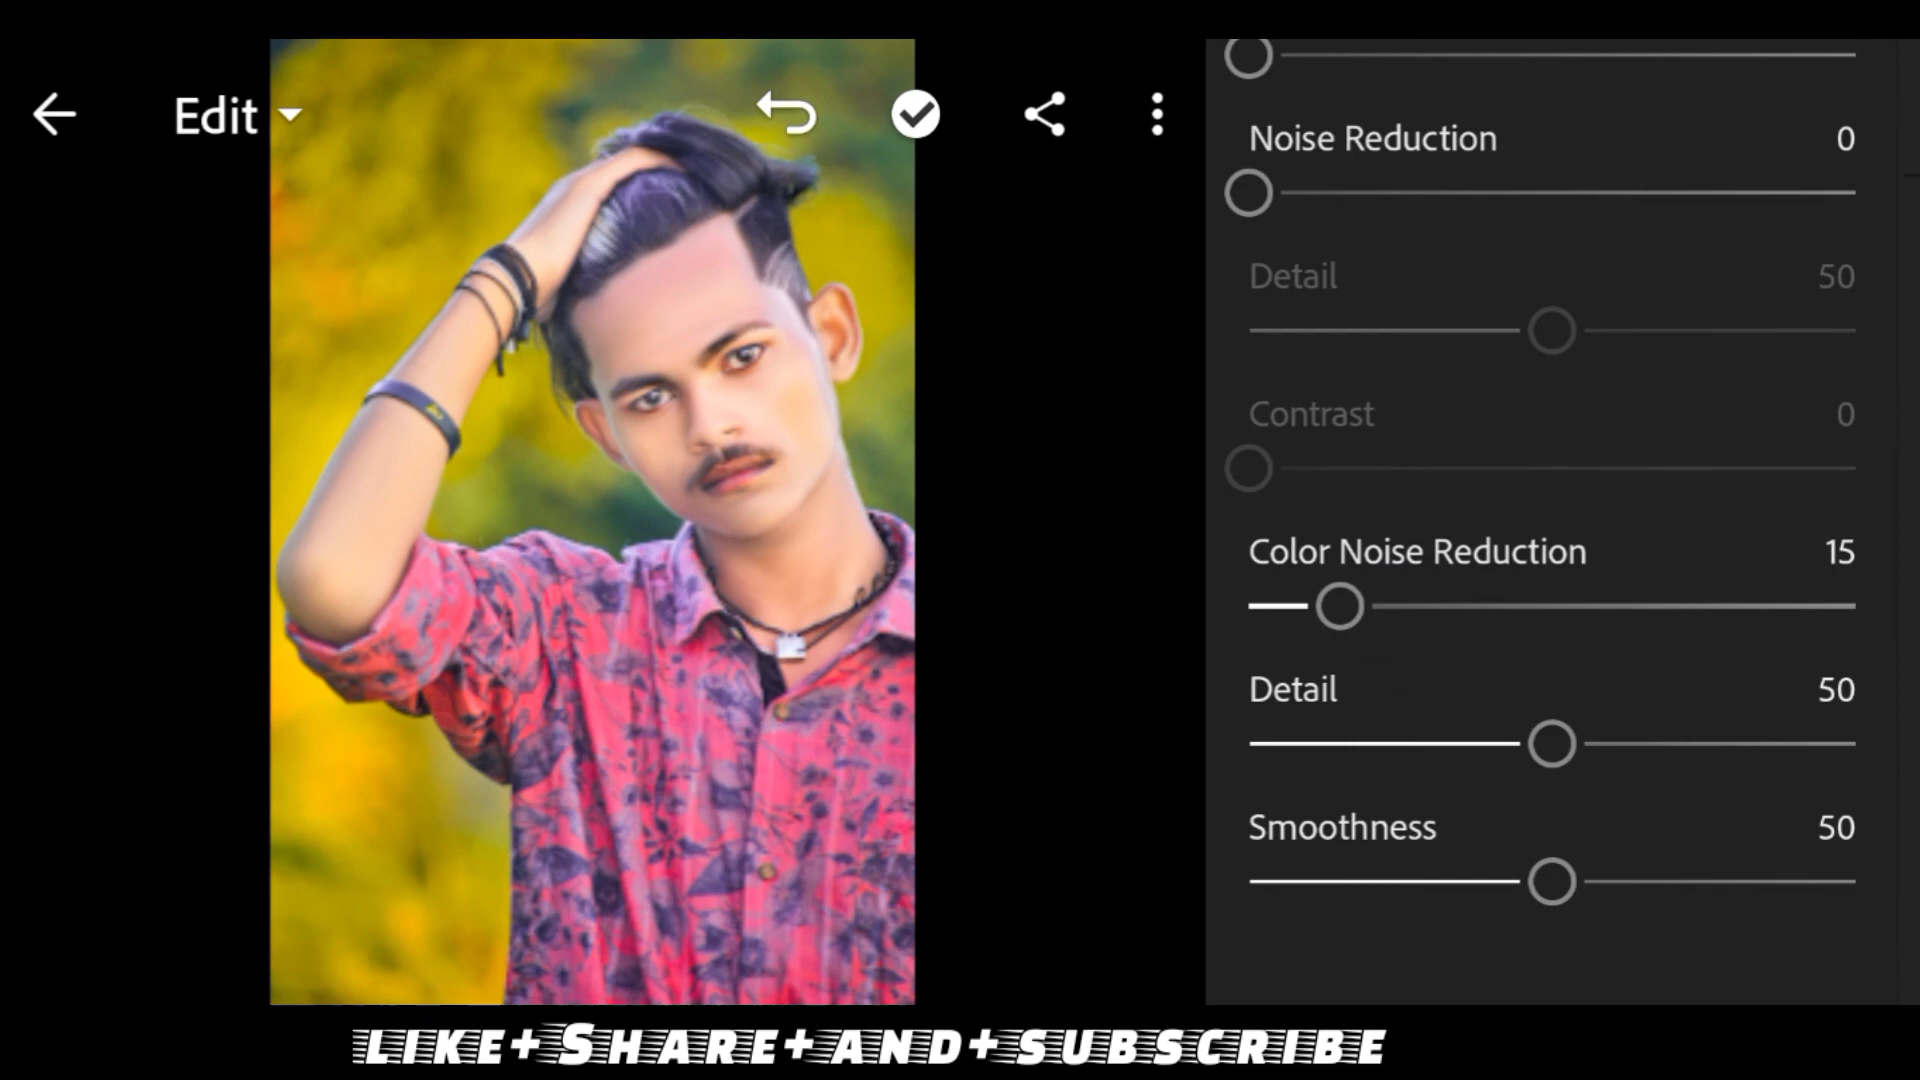 Edit
Noise Reduction 0
Detail 50
Contrast 0
Color Noise Reduction 15
Detail 50
Smoothness 50
LIKE+SHARE+AND+SUBSCRIBE